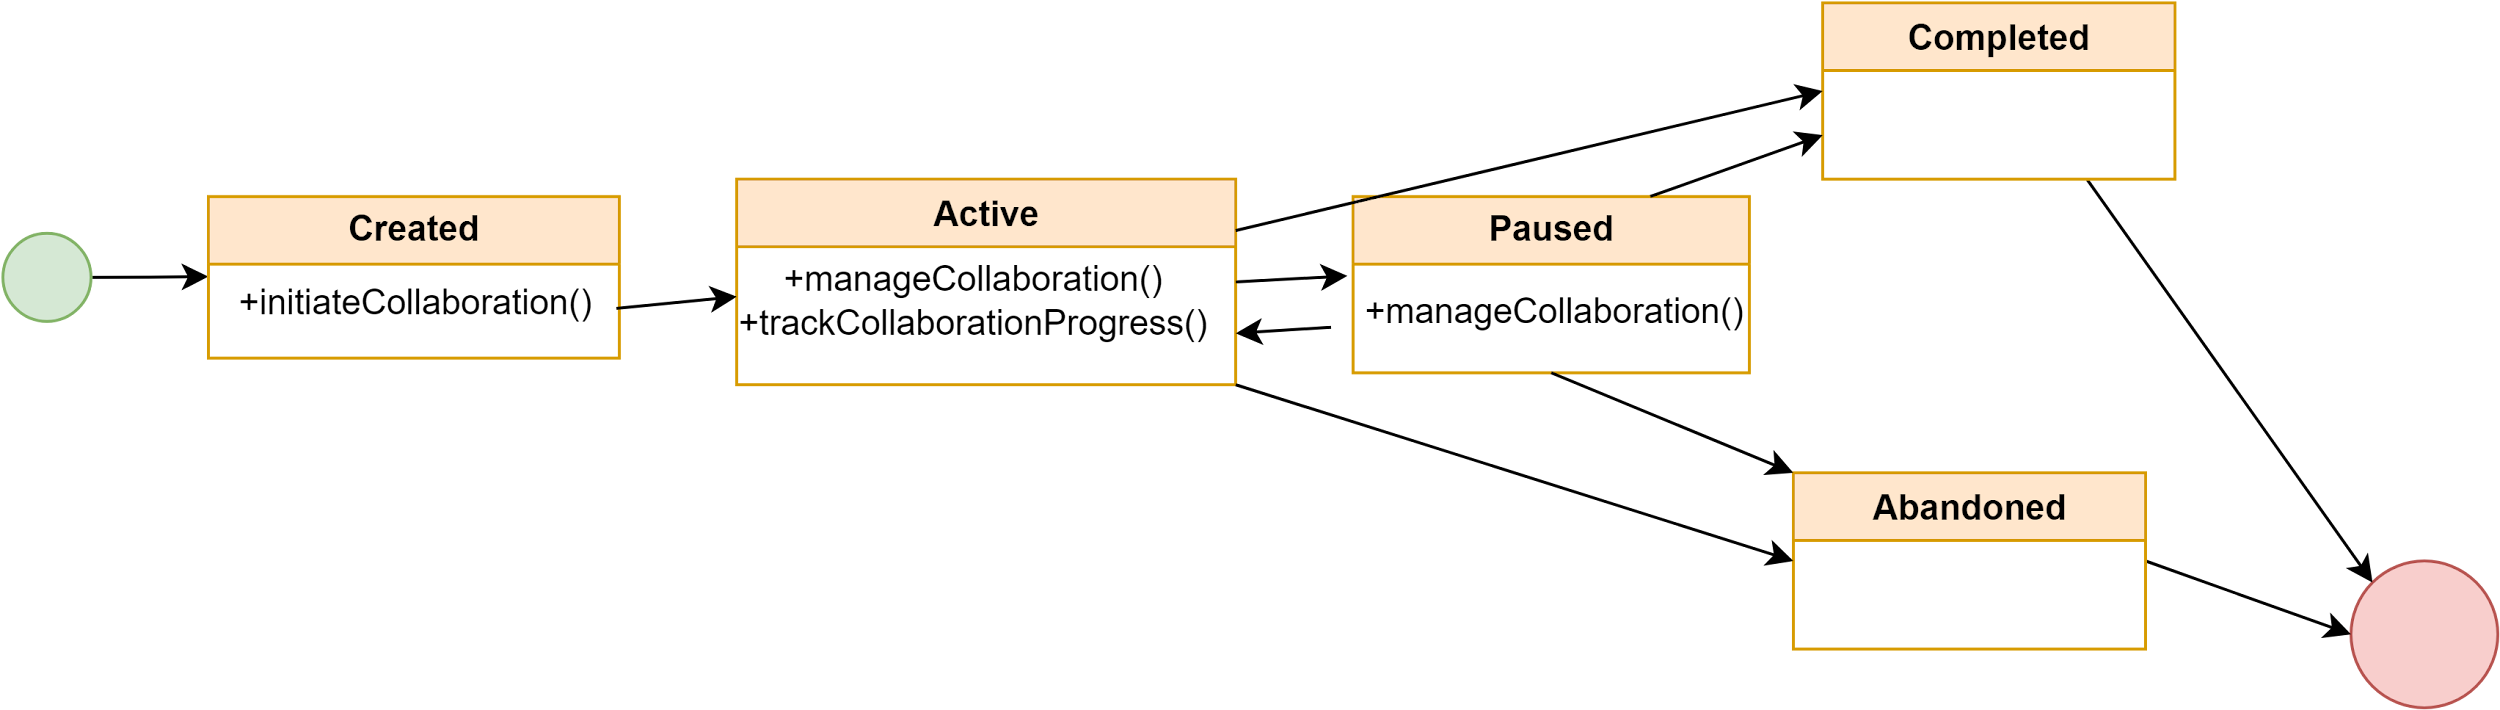 Created
+initiateCollaboration()
Active
+manageCollaboration()
+trackCollaborationProgress()
Paused
+manageCollaboration()
Completed
Abandoned